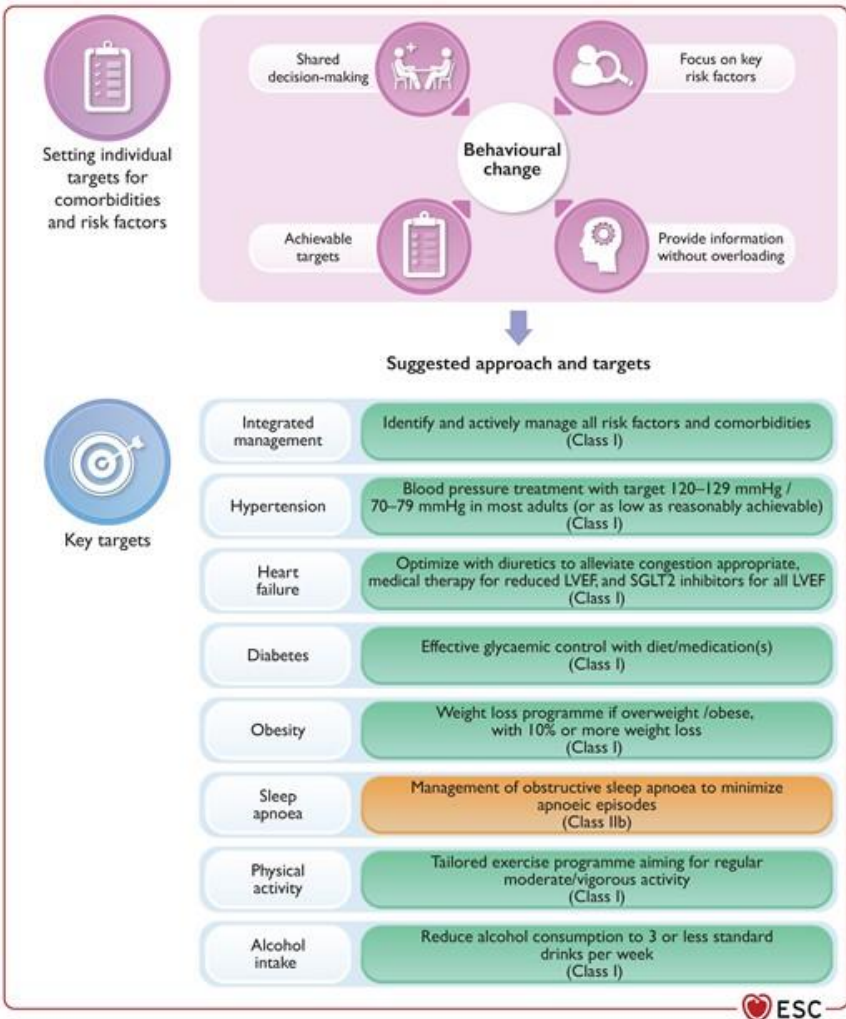 Shared
decision-making
Focus on key
risk factors
Setting individual
targets for
comorbidities
and risk factors
Behavioural
change
Achievable
targets
Provide information
without overloading
Suggested approach and targets
Key targets
Integrated
management
Identify and actively manage all risk factors and comorbidities
(Class I)
Hypertension
Blood pressure treatment with target 120–129 mmHg /
70–79 mmHg in most adults (or as low as reasonably achievable)
(Class I)
Heart
failure
Optimize with diuretics to alleviate congestion appropriate,
medical therapy for reduced LVEF, and SGLT2 inhibitors for all LVEF
(Class I)
Diabetes
Effective glycaemic control with diet/medication(s)
(Class I)
Obesity
Weight loss programme if overweight /obese,
with 10% or more weight loss
(Class I)
Sleep
apnoea
Management of obstructive sleep apnoea to minimize
apnoeic episodes
(Class IIb)
Physical
activity
Tailored exercise programme aiming for regular
moderate/vigorous activity
(Class I)
Alcohol
intake
Reduce alcohol consumption to 3 or less standard
drinks per week
(Class I)
ESC